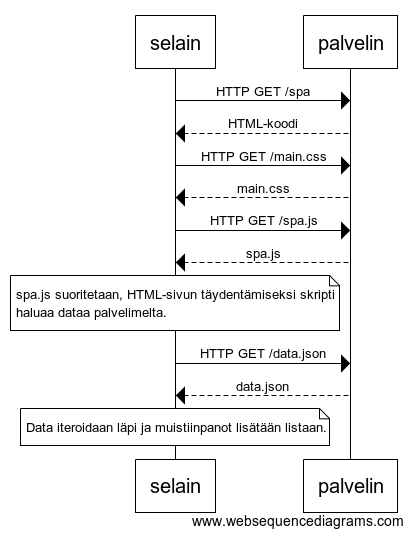 selain
palvelin
HTTP GET /spa
HTML-koodi
HTTP GET /main.css
main.css
HTTP GET /spa.js
spa.js
spa.js suoritetaan, HTML-sivun täydentämiseksi skripti
haluaa dataa palvelimelta.
HTTP GET /data.json
data.json
Data iteroidaan läpi ja muistiinpanot lisätään listaan.
selain
palvelin
www.websequencediagrams.com